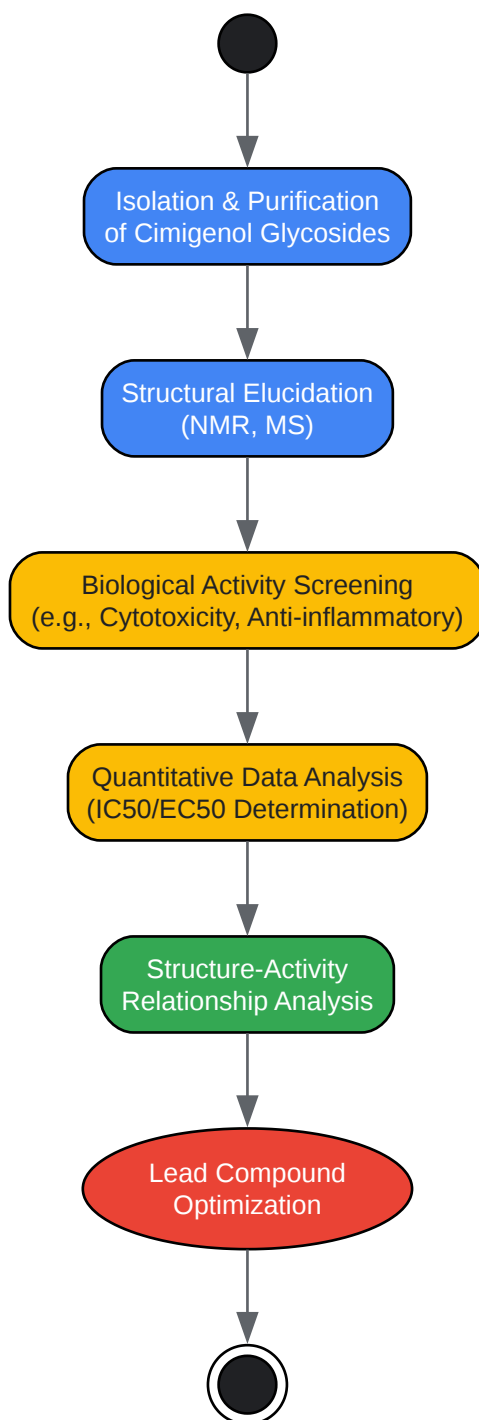 Isolation & Purification
of Cimigenol Glycosides
Structural Elucidation
(NMR, MS)
Biological Activity Screening
(e.g., Cytotoxicity, Anti-inflammatory)
Quantitative Data Analysis
(IC50/EC50 Determination)
Structure-Activity
Relationship Analysis
Lead Compound
Optimization